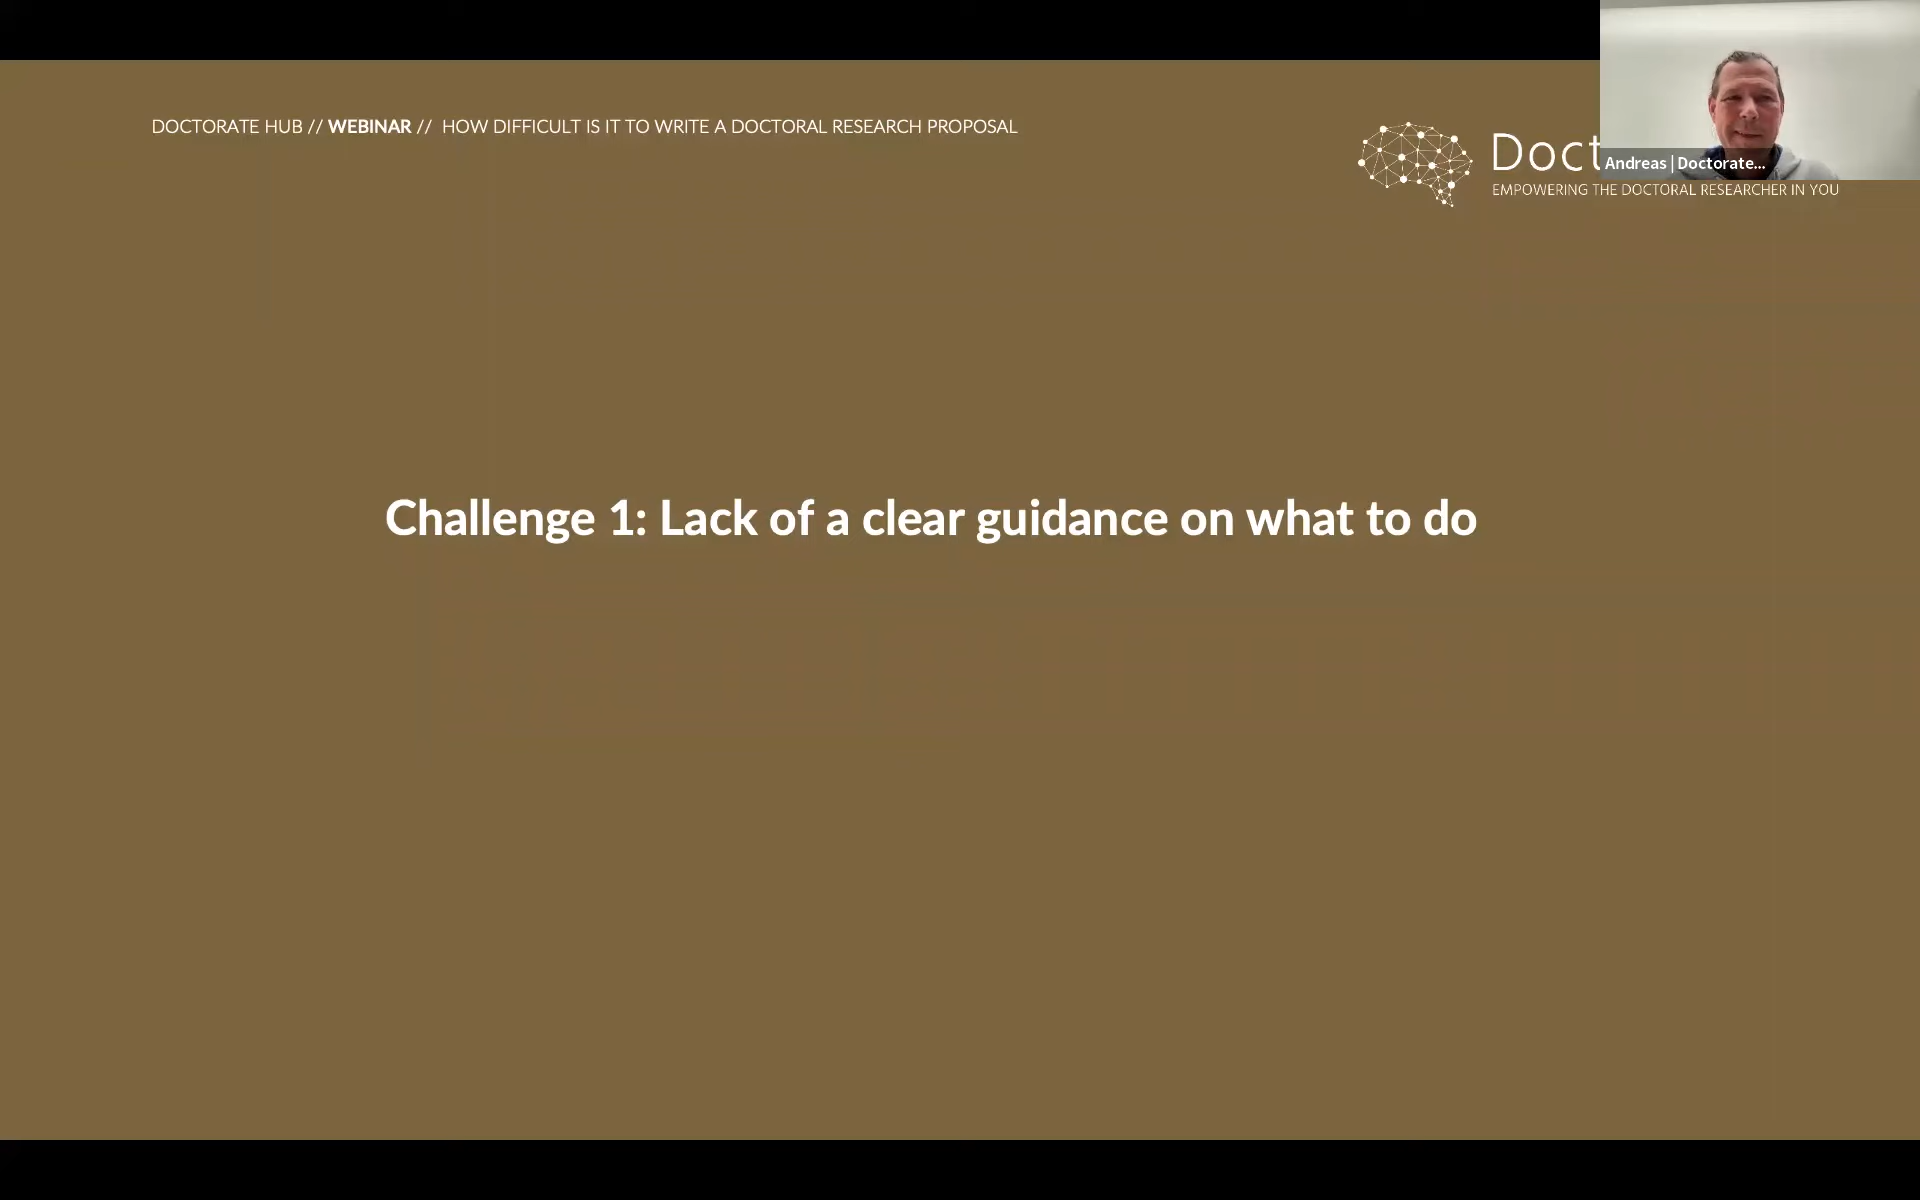 DOCTORATE HUB // WEBINAR // HOW DIFFICULT IS IT TO WRITE A DOCTORAL RESEARCH PROPOSAL
Doct
Andreas | Doctorate...
EMPOWERING THE DOCTORAL RESEARCHER IN YOU
Challenge 1: Lack of a clear guidance on what to do